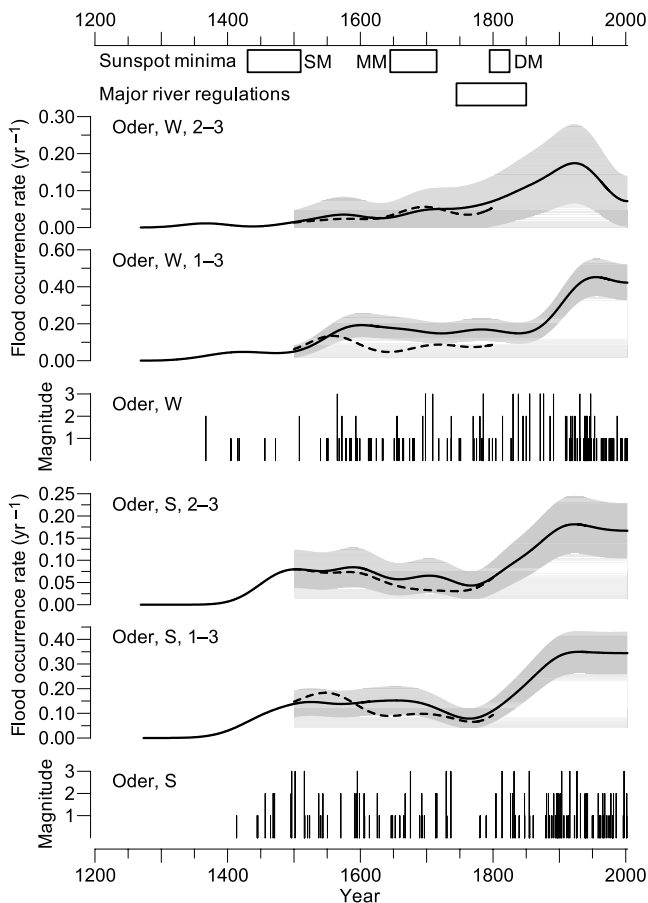 1200 1400 1600 1800 2000
Sunspot minima SM MM DM
Major river regulations
Flood occurrence rate (yr⁻¹)
0.30
0.20
0.10
0.00
Oder, W, 2–3
0.60
0.40
0.20
0.00
Oder, W, 1–3
Magnitude
3
2
1
Oder, W
Flood occurrence rate (yr⁻¹)
0.25
0.20
0.15
0.10
0.05
0.00
Oder, S, 2–3
0.40
0.30
0.20
0.10
0.00
Oder, S, 1–3
Magnitude
3
2
1
Oder, S
1200 1400 1600 1800 2000
Year